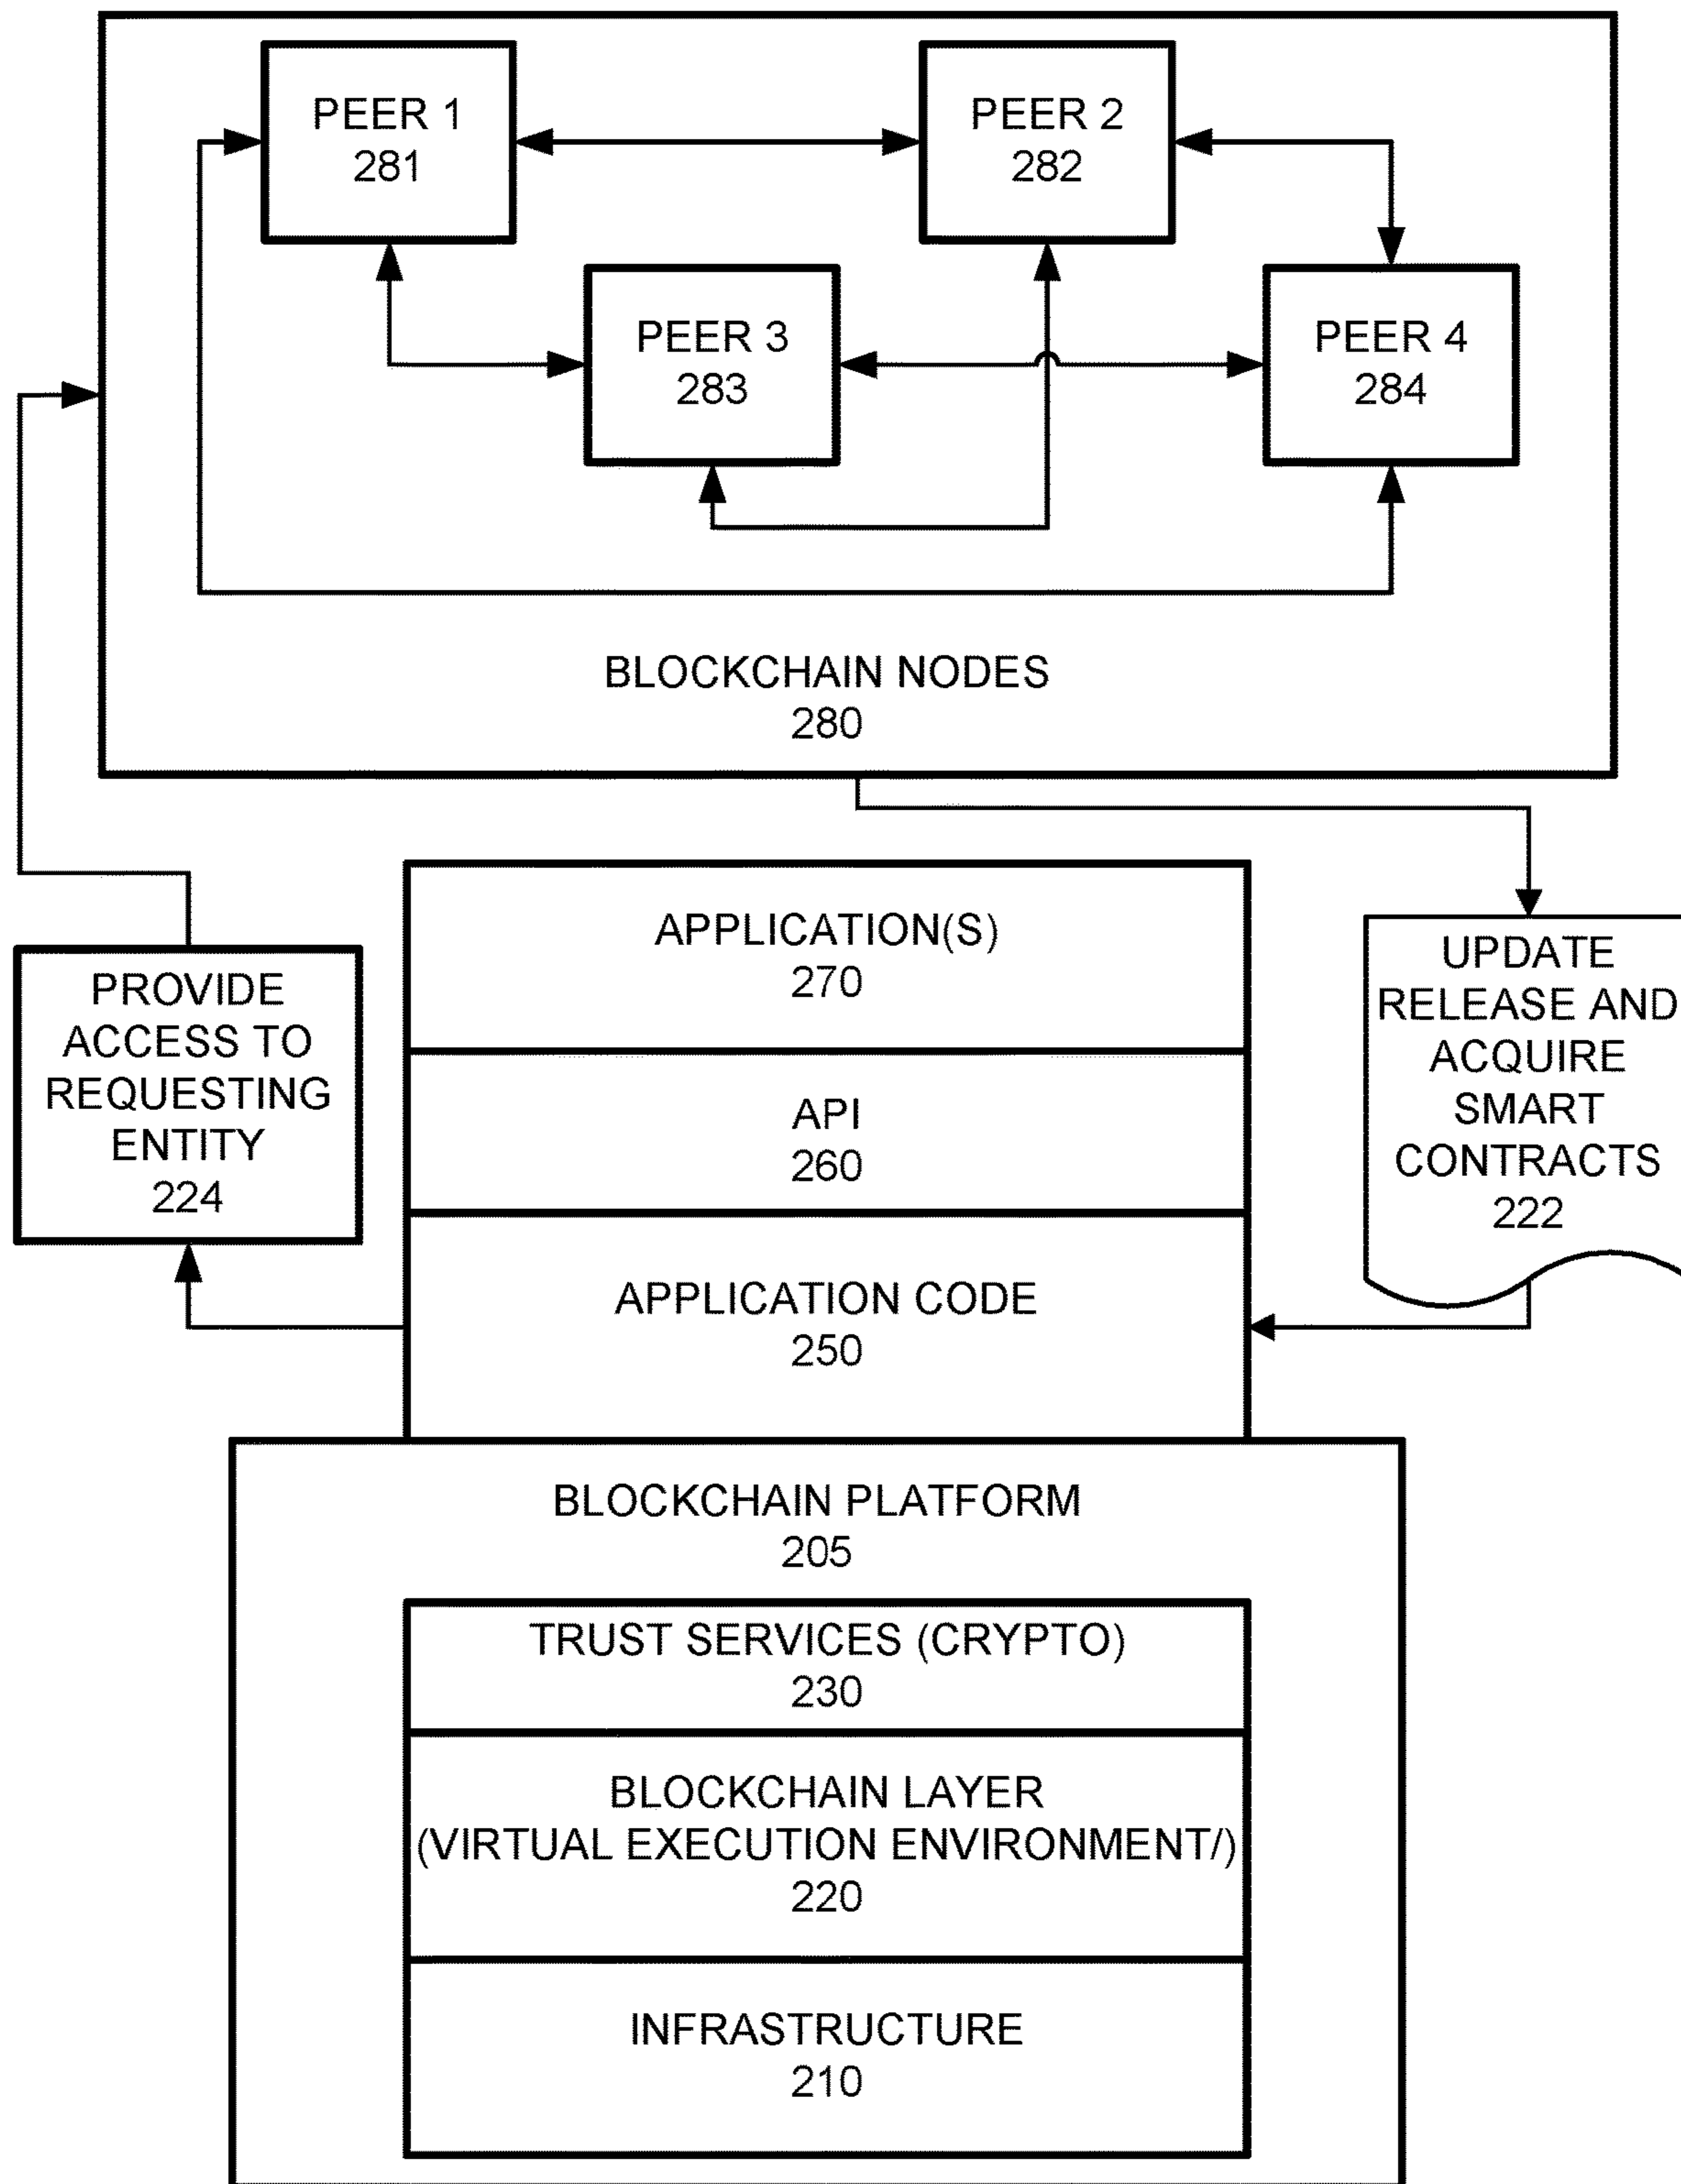 PEER 1
281
PEER 2
282
PEER 3
283
PEER 4
284
BLOCKCHAIN NODES
280
APPLICATION(S)
270
API
260
APPLICATION CODE
250
PROVIDE
ACCESS TO
REQUESTING
ENTITY
224
UPDATE
RELEASE AND
ACQUIRE
SMART
CONTRACTS
222
BLOCKCHAIN PLATFORM
205
TRUST SERVICES (CRYPTO)
230
BLOCKCHAIN LAYER
(VIRTUAL EXECUTION ENVIRONMENT/)
220
INFRASTRUCTURE
210